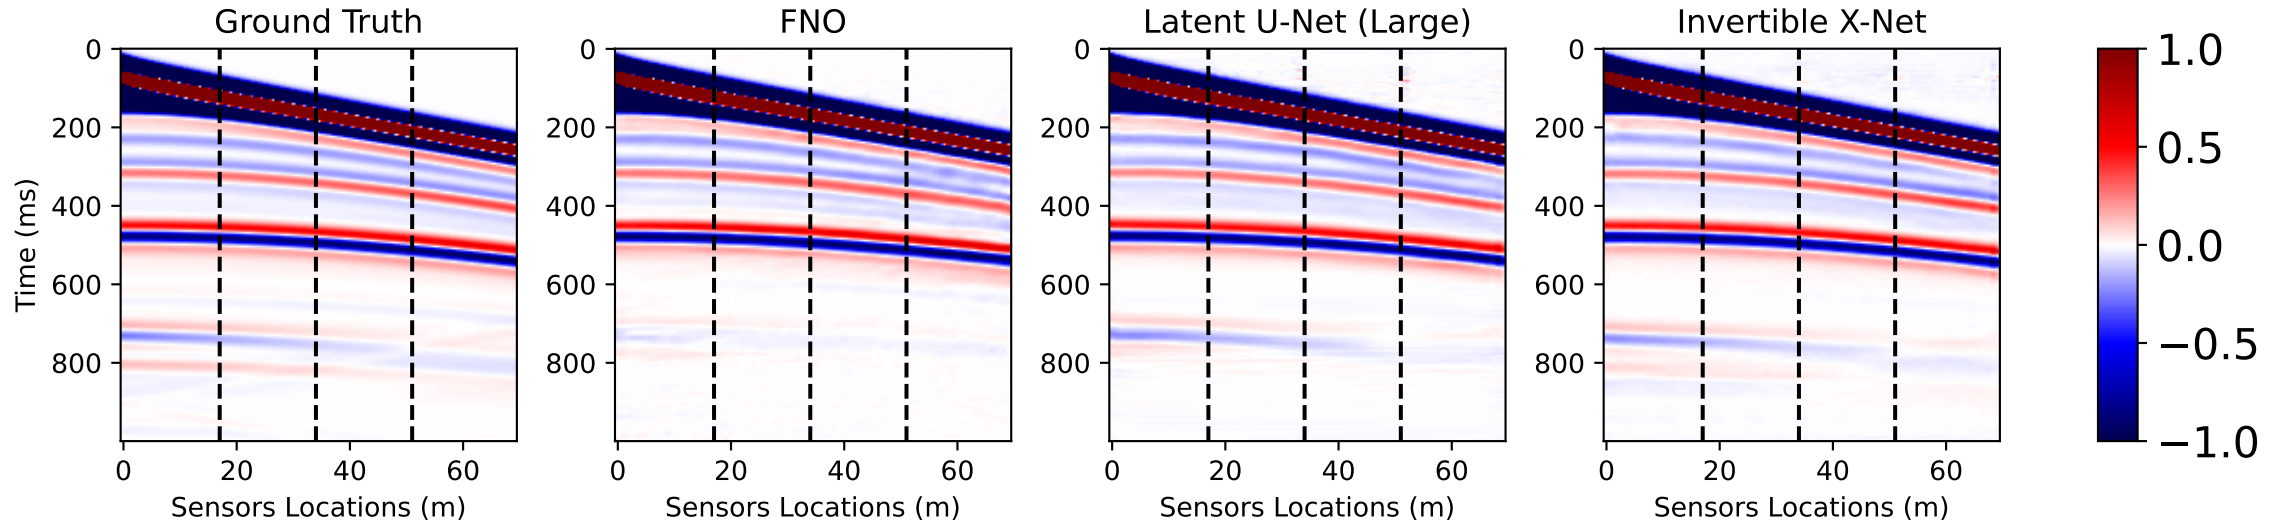 Ground Truth
FNO
Latent U-Net (Large)
Invertible X-Net
Time (ms)
0
200
400
600
800
0 20 40 60
Sensors Locations (m)
0
200
400
600
800
0 20 40 60
Sensors Locations (m)
0
200
400
600
800
0 20 40 60
Sensors Locations (m)
0
200
400
600
800
0 20 40 60
Sensors Locations (m)
1.0
0.5
0.0
−0.5
−1.0